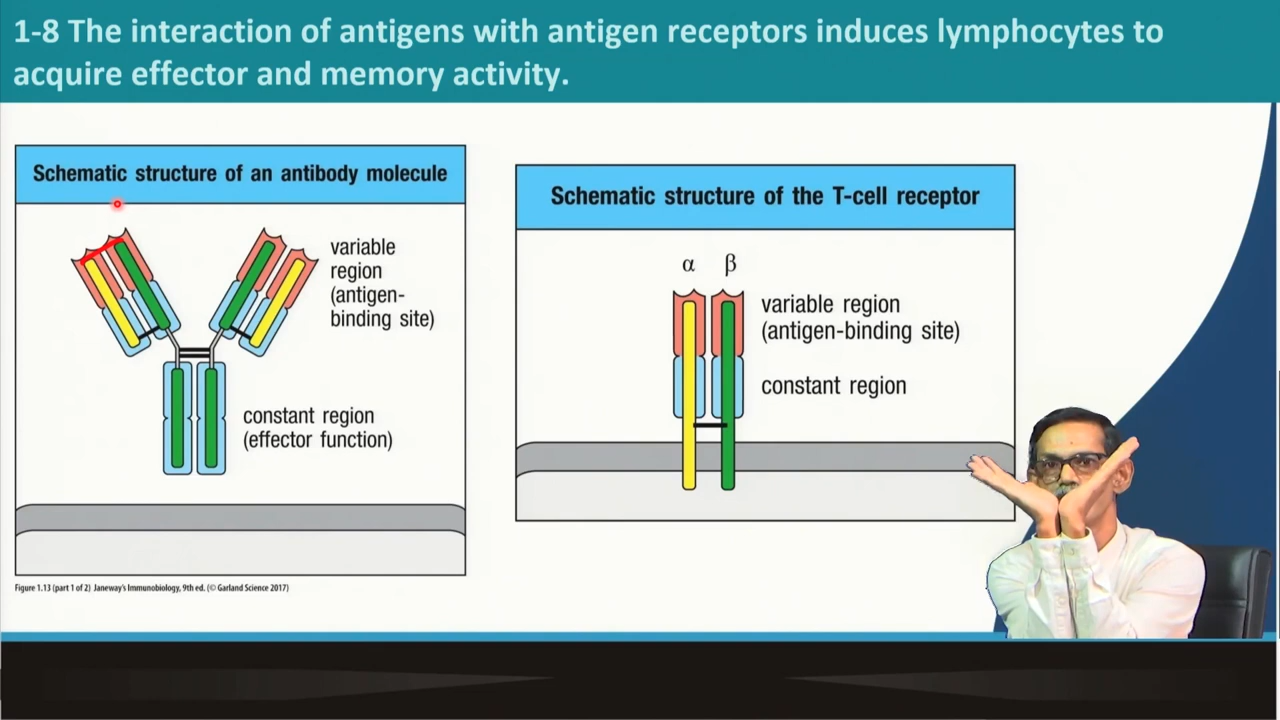 1-8 The interaction of antigens with antigen receptors induces lymphocytes to
acquire effector and memory activity.
Schematic structure of an antibody molecule
variable
region
(antigen-
binding site)
constant region
(effector function)
Figure 1.13 (part 1 of 2) Janeway's Immunobiology, 9th ed. (© Garland Science 2017)
Schematic structure of the T-cell receptor
α β
variable region
(antigen-binding site)
constant region